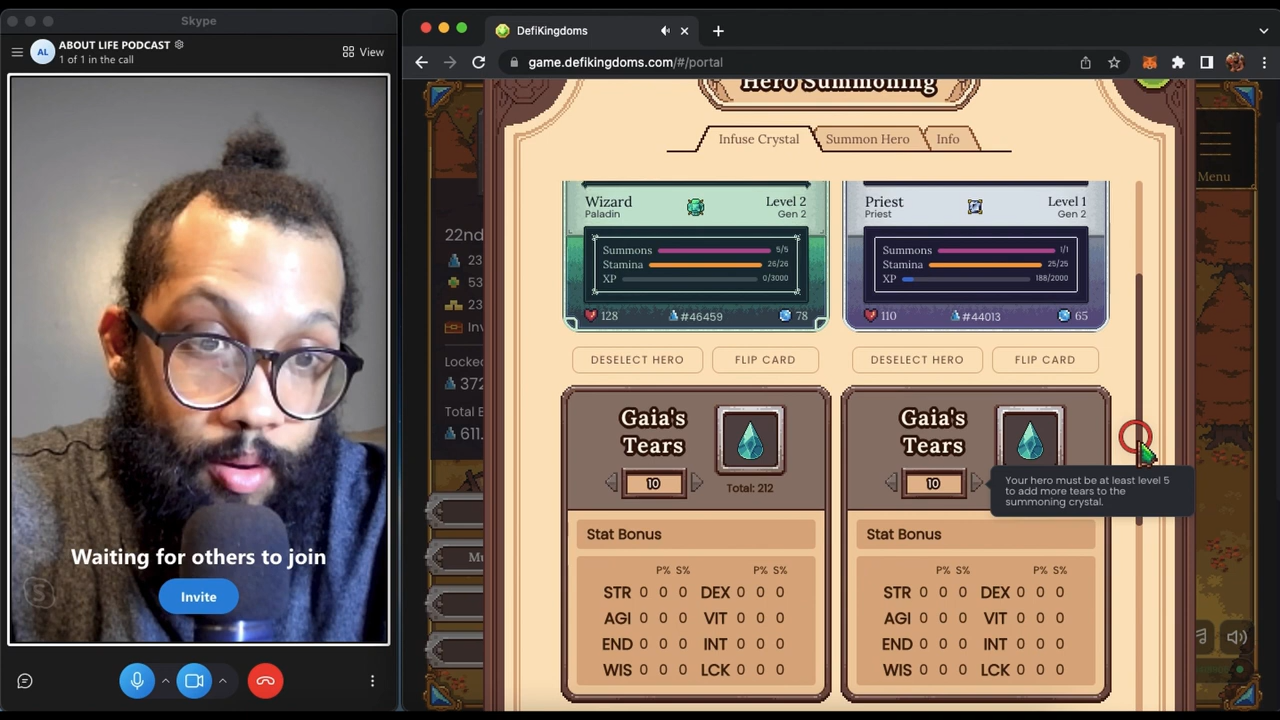 Skype
AL
ABOUT LIFE PODCAST
1 of 1 in the call
View
Waiting for others to join
Invite
DefiKingdoms
game.defikingdoms.com/#/portal
Hero Summoning
Infuse Crystal
Summon Hero
Info
Menu
22nd
23
53
23
Inv
Locke
372
Total B
611.
Mu
Wizard
Paladin
Level 2
Gen 2
Summons 5/5
Stamina 26/26
XP 0/3000
128
#46459
78
Priest
Priest
Level 1
Gen 2
Summons 1/1
Stamina 25/25
XP 188/2000
110
#44013
65
DESELECT HERO
FLIP CARD
DESELECT HERO
FLIP CARD
Gaia's
Tears
10
Total: 212
Gaia's
Tears
10
Your hero must be at least level 5
to add more tears to the
summoning crystal.
Stat Bonus
P% S% P% S%
STR 0 0 0 DEX 0 0 0
AGI 0 0 0 VIT 0 0 0
END 0 0 0 INT 0 0 0
WIS 0 0 0 LCK 0 0 0
Stat Bonus
P% S% P% S%
STR 0 0 0 DEX 0 0 0
AGI 0 0 0 VIT 0 0 0
END 0 0 0 INT 0 0 0
WIS 0 0 0 LCK 0 0 0